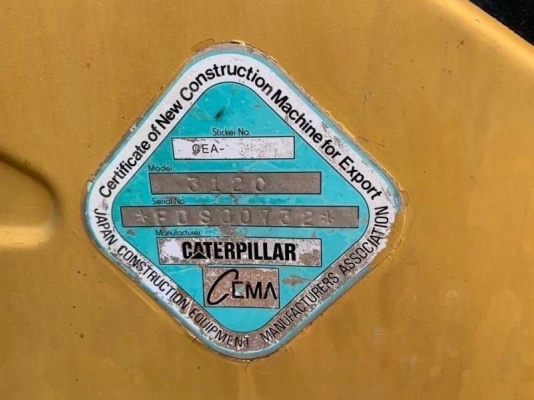 Certificate of New Construction Machine for Export
Sticker No.
CEA-
Model
312C
Serial No.
*FDS00732*
Manufacturer
CATERPILLAR
CEMA
JAPAN CONSTRUCTION EQUIPMENT MANUFACTURERS ASSOCIATION